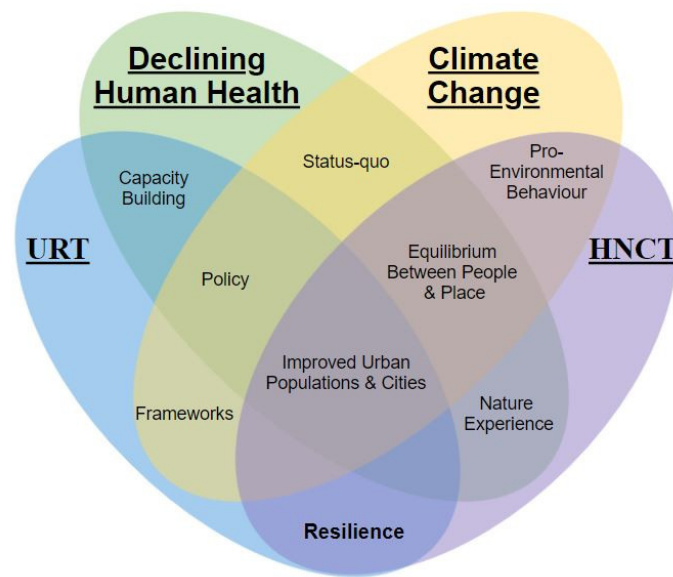 Declining
Human Health
Climate
Change
Status-quo
Pro-
Environmental
Behaviour
Capacity
Building
URT
HNCT
Equilibrium
Between People
& Place
Policy
Improved Urban
Populations & Cities
Frameworks
Nature
Experience
Resilience